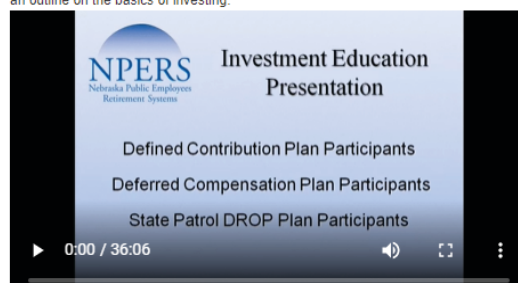 an outline on the basics of investing.
NPERS
Nebraska Public Employees
Retirement Systems
Investment Education
Presentation
Defined Contribution Plan Participants
Deferred Compensation Plan Participants
State Patrol DROP Plan Participants
0:00 / 36:06